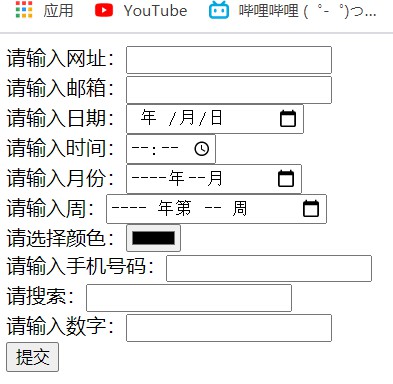 应用 YouTube 哔哩哔哩 (゜-゜)つ...
请输入网址：
请输入邮箱：
请输入日期： 年 /月/日
请输入时间： --:--
请输入月份： ----年--月
请输入周： ---- 年第 -- 周
请选择颜色：
请输入手机号码：
请搜索：
请输入数字：
提交